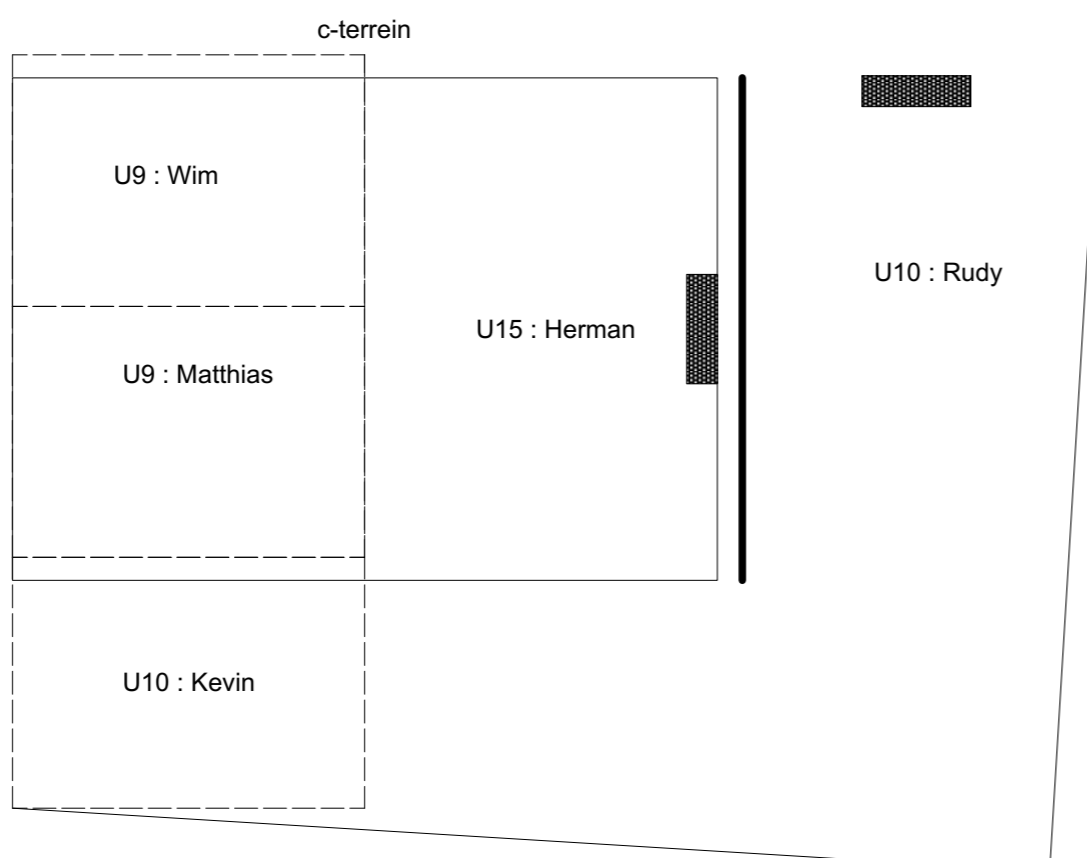 c-terrein
U9 : Wim
U10 : Rudy
U15 : Herman
U9 : Matthias
U10 : Kevin